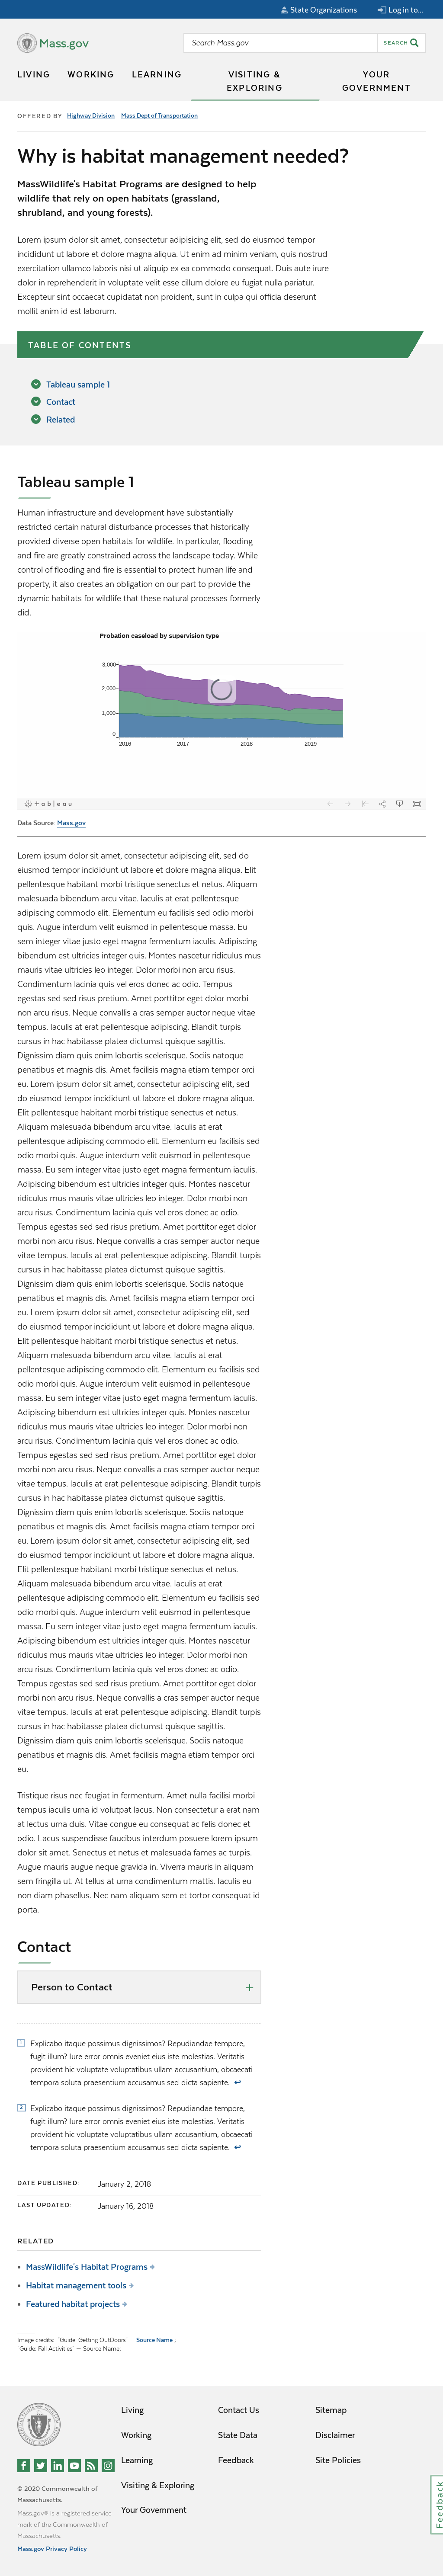 State Organizations
Log in to...
Mass.gov
Search Mass.gov
SEARCH
LIVING
WORKING
LEARNING
VISITING &
EXPLORING
YOUR
GOVERNMENT
OFFERED BY Highway Division Mass Dept of Transportation
Why is habitat management needed?
MassWildlife's Habitat Programs are designed to help
wildlife that rely on open habitats (grassland,
shrubland, and young forests).
Lorem ipsum dolor sit amet, consectetur adipisicing elit, sed do eiusmod tempor
incididunt ut labore et dolore magna aliqua. Ut enim ad minim veniam, quis nostrud
exercitation ullamco laboris nisi ut aliquip ex ea commodo consequat. Duis aute irure
dolor in reprehenderit in voluptate velit esse cillum dolore eu fugiat nulla pariatur.
Excepteur sint occaecat cupidatat non proident, sunt in culpa qui officia deserunt
mollit anim id est laborum.
TABLE OF CONTENTS
Tableau sample 1
Contact
Related
Tableau sample 1
Human infrastructure and development have substantially
restricted certain natural disturbance processes that historically
provided diverse open habitats for wildlife. In particular, flooding
and fire are greatly constrained across the landscape today. While
control of flooding and fire is essential to protect human life and
property, it also creates an obligation on our part to provide the
dynamic habitats for wildlife that these natural processes formerly
did.
Probation caseload by supervision type
3,000
2,000
1,000
0
2016 2017 2018 2019
+ a b | e a u
Data Source: Mass.gov
Lorem ipsum dolor sit amet, consectetur adipiscing elit, sed do
eiusmod tempor incididunt ut labore et dolore magna aliqua. Elit
pellentesque habitant morbi tristique senectus et netus. Aliquam
malesuada bibendum arcu vitae. Iaculis at erat pellentesque
adipiscing commodo elit. Elementum eu facilisis sed odio morbi
quis. Augue interdum velit euismod in pellentesque massa. Eu
sem integer vitae justo eget magna fermentum iaculis. Adipiscing
bibendum est ultricies integer quis. Montes nascetur ridiculus mus
mauris vitae ultricies leo integer. Dolor morbi non arcu risus.
Condimentum lacinia quis vel eros donec ac odio. Tempus
egestas sed sed risus pretium. Amet porttitor eget dolor morbi
non arcu risus. Neque convallis a cras semper auctor neque vitae
tempus. Iaculis at erat pellentesque adipiscing. Blandit turpis
cursus in hac habitasse platea dictumst quisque sagittis.
Dignissim diam quis enim lobortis scelerisque. Sociis natoque
penatibus et magnis dis. Amet facilisis magna etiam tempor orci
eu. Lorem ipsum dolor sit amet, consectetur adipiscing elit, sed
do eiusmod tempor incididunt ut labore et dolore magna aliqua.
Elit pellentesque habitant morbi tristique senectus et netus.
Aliquam malesuada bibendum arcu vitae. Iaculis at erat
pellentesque adipiscing commodo elit. Elementum eu facilisis sed
odio morbi quis. Augue interdum velit euismod in pellentesque
massa. Eu sem integer vitae justo eget magna fermentum iaculis.
Adipiscing bibendum est ultricies integer quis. Montes nascetur
ridiculus mus mauris vitae ultricies leo integer. Dolor morbi non
arcu risus. Condimentum lacinia quis vel eros donec ac odio.
Tempus egestas sed sed risus pretium. Amet porttitor eget dolor
morbi non arcu risus. Neque convallis a cras semper auctor neque
vitae tempus. Iaculis at erat pellentesque adipiscing. Blandit turpis
cursus in hac habitasse platea dictumst quisque sagittis.
Dignissim diam quis enim lobortis scelerisque. Sociis natoque
penatibus et magnis dis. Amet facilisis magna etiam tempor orci
eu. Lorem ipsum dolor sit amet, consectetur adipiscing elit, sed
do eiusmod tempor incididunt ut labore et dolore magna aliqua.
Elit pellentesque habitant morbi tristique senectus et netus.
Aliquam malesuada bibendum arcu vitae. Iaculis at erat
pellentesque adipiscing commodo elit. Elementum eu facilisis sed
odio morbi quis. Augue interdum velit euismod in pellentesque
massa. Eu sem integer vitae justo eget magna fermentum iaculis.
Adipiscing bibendum est ultricies integer quis. Montes nascetur
ridiculus mus mauris vitae ultricies leo integer. Dolor morbi non
arcu risus. Condimentum lacinia quis vel eros donec ac odio.
Tempus egestas sed sed risus pretium. Amet porttitor eget dolor
morbi non arcu risus. Neque convallis a cras semper auctor neque
vitae tempus. Iaculis at erat pellentesque adipiscing. Blandit turpis
cursus in hac habitasse platea dictumst quisque sagittis.
Dignissim diam quis enim lobortis scelerisque. Sociis natoque
penatibus et magnis dis. Amet facilisis magna etiam tempor orci
eu. Lorem ipsum dolor sit amet, consectetur adipiscing elit, sed
do eiusmod tempor incididunt ut labore et dolore magna aliqua.
Elit pellentesque habitant morbi tristique senectus et netus.
Aliquam malesuada bibendum arcu vitae. Iaculis at erat
pellentesque adipiscing commodo elit. Elementum eu facilisis sed
odio morbi quis. Augue interdum velit euismod in pellentesque
massa. Eu sem integer vitae justo eget magna fermentum iaculis.
Adipiscing bibendum est ultricies integer quis. Montes nascetur
ridiculus mus mauris vitae ultricies leo integer. Dolor morbi non
arcu risus. Condimentum lacinia quis vel eros donec ac odio.
Tempus egestas sed sed risus pretium. Amet porttitor eget dolor
morbi non arcu risus. Neque convallis a cras semper auctor neque
vitae tempus. Iaculis at erat pellentesque adipiscing. Blandit turpis
cursus in hac habitasse platea dictumst quisque sagittis.
Dignissim diam quis enim lobortis scelerisque. Sociis natoque
penatibus et magnis dis. Amet facilisis magna etiam tempor orci
eu.
Tristique risus nec feugiat in fermentum. Amet nulla facilisi morbi
tempus iaculis urna id volutpat lacus. Non consectetur a erat nam
at lectus urna duis. Vitae congue eu consequat ac felis donec et
odio. Lacus suspendisse faucibus interdum posuere lorem ipsum
dolor sit amet. Senectus et netus et malesuada fames ac turpis.
Augue mauris augue neque gravida in. Viverra mauris in aliquam
sem fringilla ut. At tellus at urna condimentum mattis. Iaculis eu
non diam phasellus. Nec nam aliquam sem et tortor consequat id
porta.
Contact
Person to Contact
1 Explicabo itaque possimus dignissimos? Repudiandae tempore,
fugit illum? Iure error omnis eveniet eius iste molestias. Veritatis
provident hic voluptate voluptatibus ullam accusantium, obcaecati
tempora soluta praesentium accusamus sed dicta sapiente. ↩
2 Explicabo itaque possimus dignissimos? Repudiandae tempore,
fugit illum? Iure error omnis eveniet eius iste molestias. Veritatis
provident hic voluptate voluptatibus ullam accusantium, obcaecati
tempora soluta praesentium accusamus sed dicta sapiente. ↩
DATE PUBLISHED: January 2, 2018
LAST UPDATED: January 16, 2018
RELATED
MassWildlife's Habitat Programs
Habitat management tools
Featured habitat projects
Image credits: "Guide: Getting OutDoors" — Source Name ;
"Guide: Fall Activities" — Source Name;
Living
Working
Learning
Visiting & Exploring
Your Government
Contact Us
State Data
Feedback
Sitemap
Disclaimer
Site Policies
© 2020 Commonwealth of
Massachusetts.
Mass.gov® is a registered service
mark of the Commonwealth of
Massachusetts.
Mass.gov Privacy Policy
Feedback